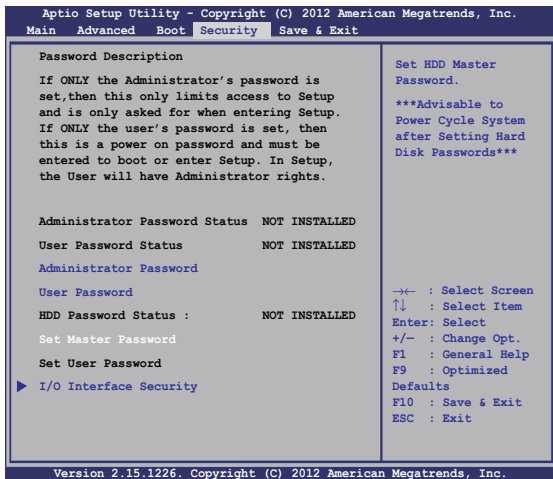 Aptio Setup Utility - Copyright (C) 2012 American Megatrends, Inc.
Main Advanced Boot Security Save & Exit
Password Description
If ONLY the Administrator's password is
set,then this only limits access to Setup
and is only asked for when entering Setup.
If ONLY the user's password is set, then
this is a power on password and must be
entered to boot or enter Setup. In Setup,
the User will have Administrator rights.
Administrator Password Status NOT INSTALLED
User Password Status NOT INSTALLED
Administrator Password
User Password
HDD Password Status : NOT INSTALLED
Set Master Password
Set User Password
I/O Interface Security
Set HDD Master
Password.
***Advisable to
Power Cycle System
after Setting Hard
Disk Passwords***
→← : Select Screen
↑↓ : Select Item
Enter: Select
+/— : Change Opt.
F1 : General Help
F9 : Optimized
Defaults
F10 : Save & Exit
ESC : Exit
Version 2.15.1226. Copyright (C) 2012 American Megatrends, Inc.